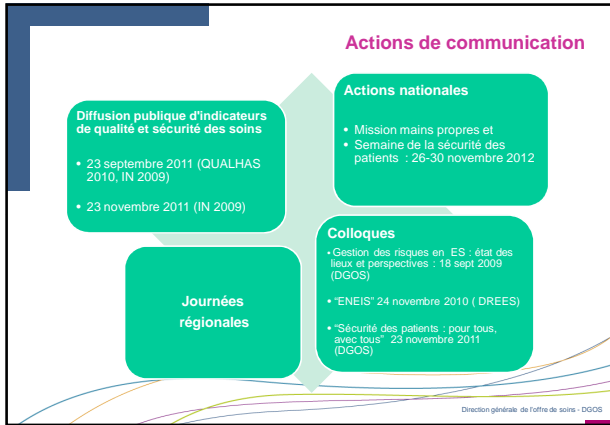 Actions de communication
Diffusion publique d'indicateurs
de qualité et sécurité des soins
• 23 septembre 2011 (QUALHAS
2010, IN 2009)
• 23 novembre 2011 (IN 2009)
Actions nationales
• Mission mains propres et
• Semaine de la sécurité des
patients : 26-30 novembre 2012
Journées
régionales
Colloques
• Gestion des risques en ES : état des
lieux et perspectives : 18 sept 2009
(DGOS)
• "ENEIS" 24 novembre 2010 ( DREES)
• "Sécurité des patients : pour tous,
avec tous" 23 novembre 2011
(DGOS)
Direction générale de l'offre de soins - DGOS